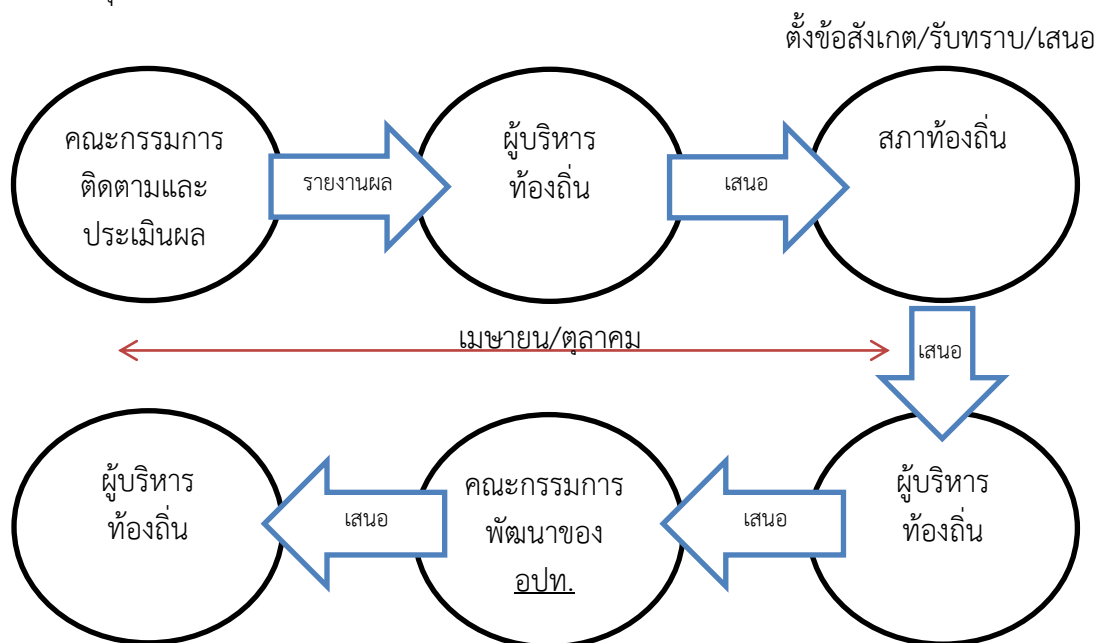 ตั้งข้อสังเกต/รับทราบ/เสนอ
คณะกรรมการ
ติดตามและ
ประเมินผล
รายงานผล
ผู้บริหาร
ท้องถิ่น
เสนอ
สภาท้องถิ่น
เมษายน/ตุลาคม
เสนอ
ผู้บริหาร
ท้องถิ่น
เสนอ
คณะกรรมการ
พัฒนาของ
อปท.
เสนอ
ผู้บริหาร
ท้องถิ่น